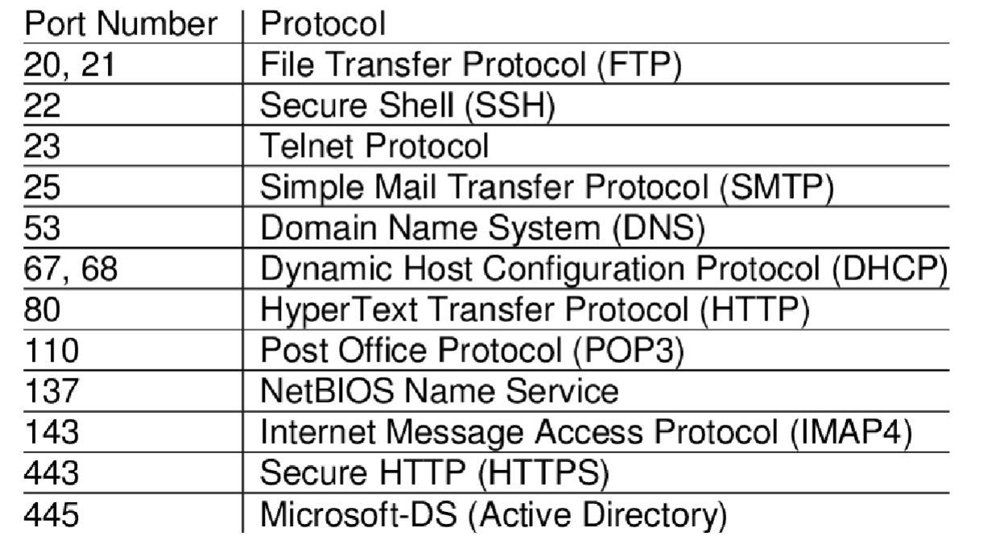 Port Number Protocol
20, 21 File Transfer Protocol (FTP)
22 Secure Shell (SSH)
23 Telnet Protocol
25 Simple Mail Transfer Protocol (SMTP)
53 Domain Name System (DNS)
67, 68 Dynamic Host Configuration Protocol (DHCP)
80 HyperText Transfer Protocol (HTTP)
110 Post Office Protocol (POP3)
137 NetBIOS Name Service
143 Internet Message Access Protocol (IMAP4)
443 Secure HTTP (HTTPS)
445 Microsoft-DS (Active Directory)